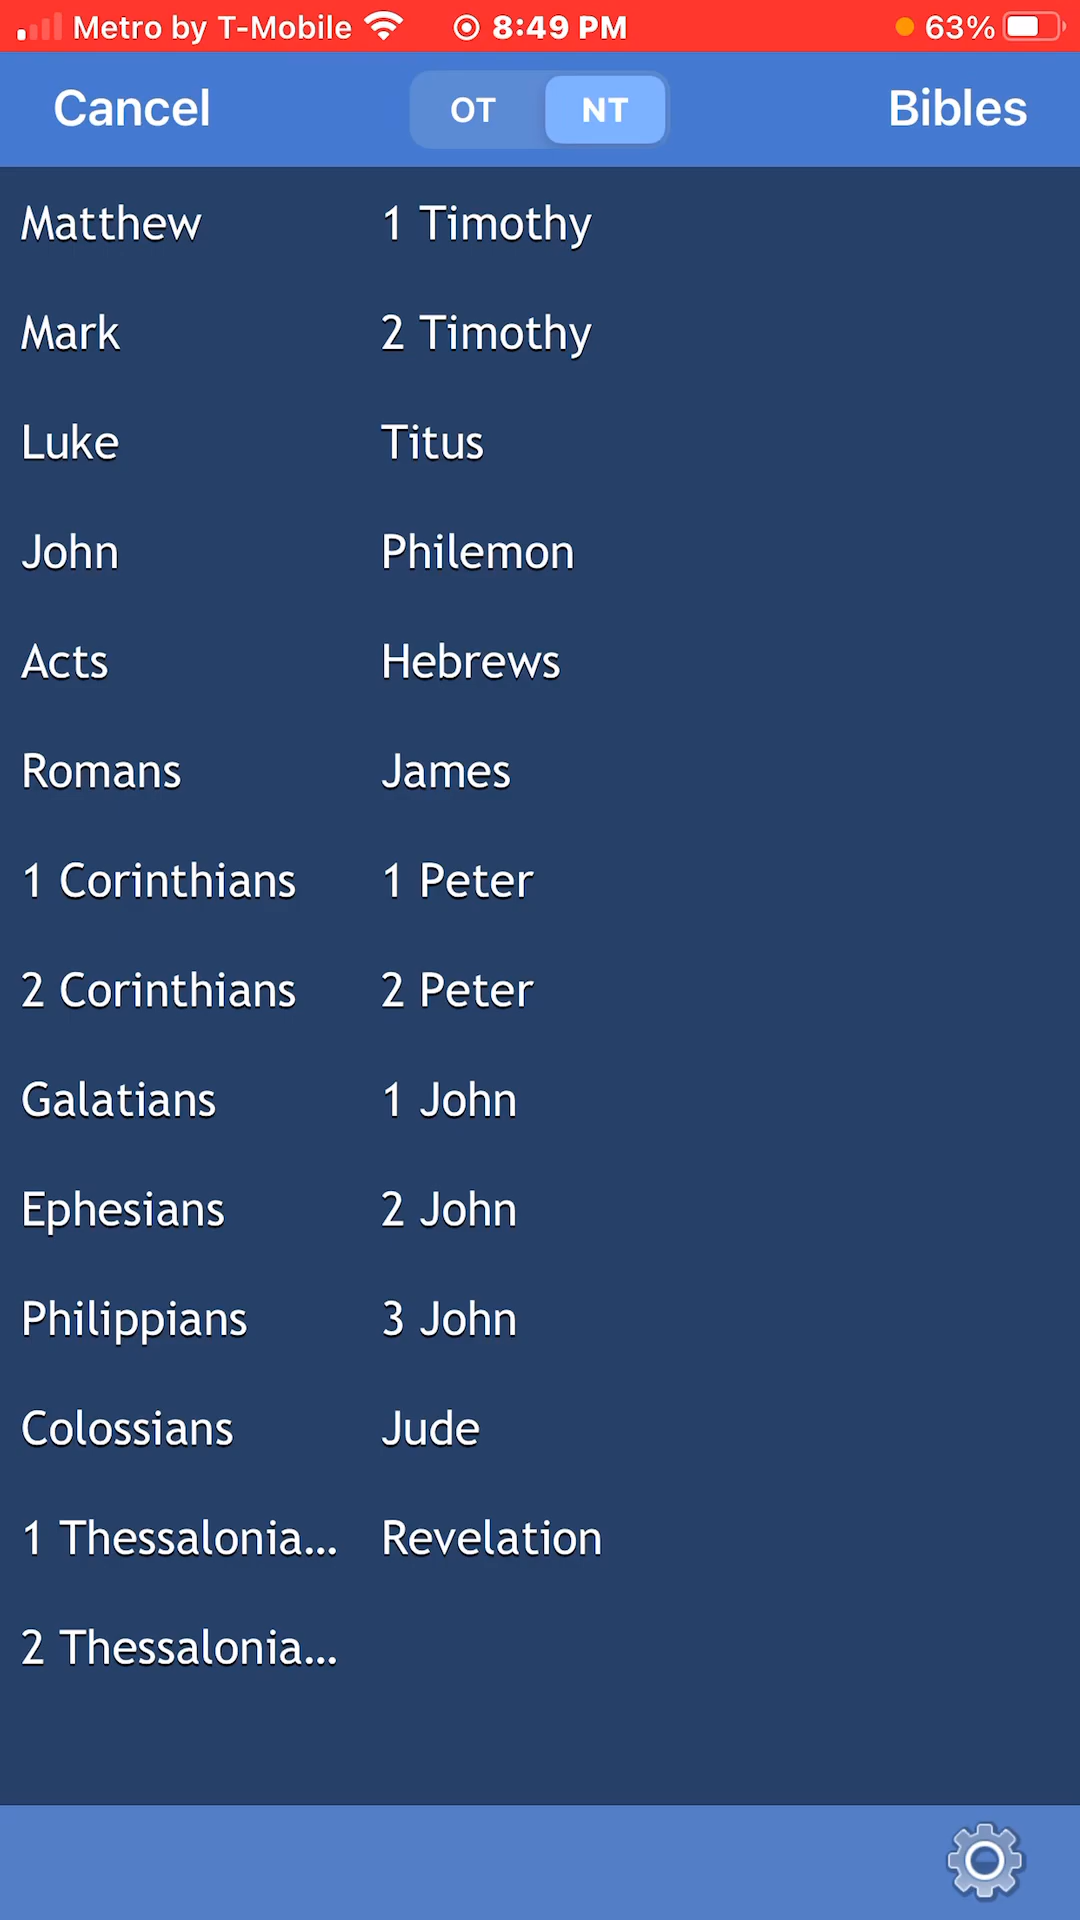 Metro by T-Mobile 8:49 PM 63%
Cancel OT NT Bibles
Matthew 1 Timothy
Mark 2 Timothy
Luke Titus
John Philemon
Acts Hebrews
Romans James
1 Corinthians 1 Peter
2 Corinthians 2 Peter
Galatians 1 John
Ephesians 2 John
Philippians 3 John
Colossians Jude
1 Thessalonia... Revelation
2 Thessalonia...